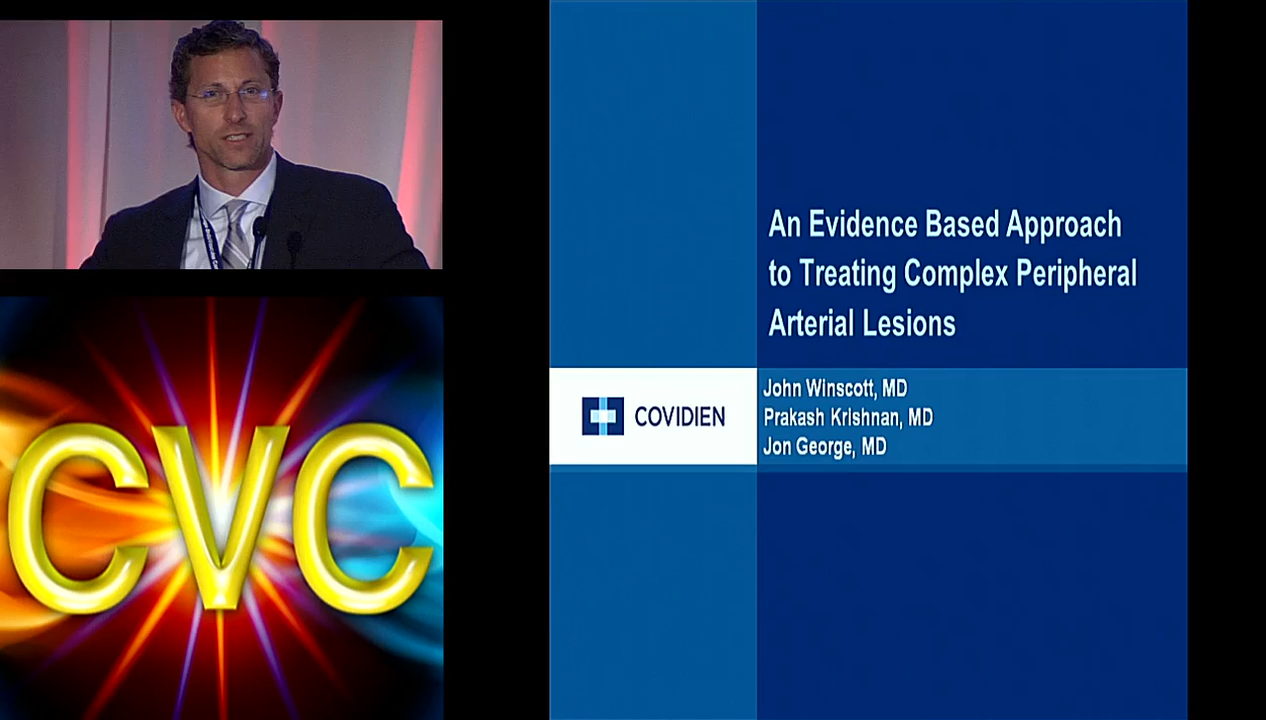 CVC
An Evidence Based Approach
to Treating Complex Peripheral
Arterial Lesions
COVIDIEN
John Winscott, MD
Prakash Krishnan, MD
Jon George, MD